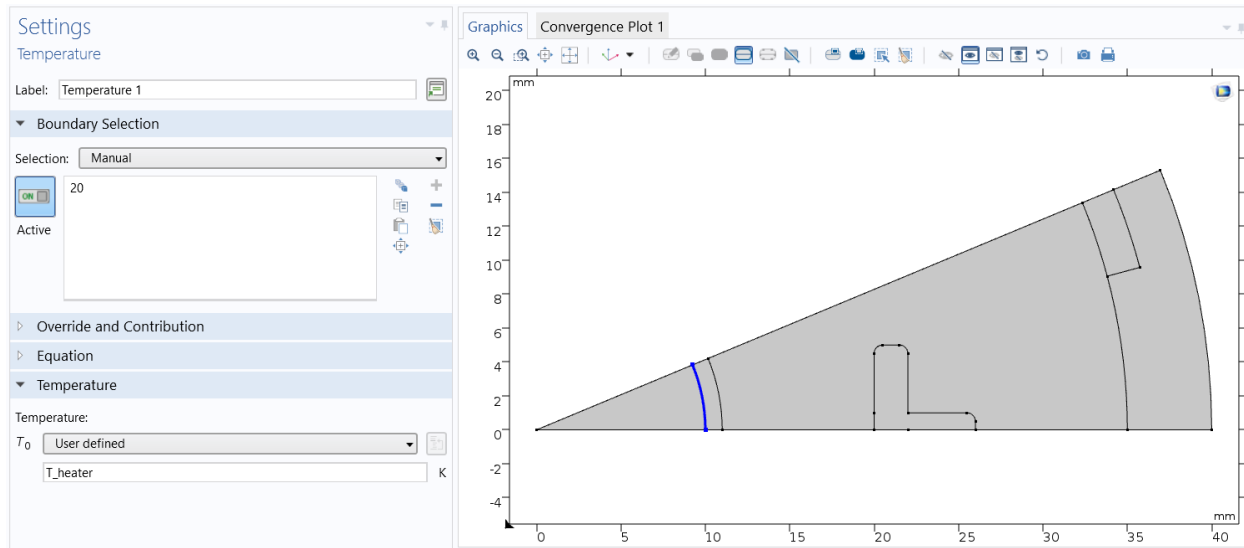 Settings
Temperature
Label: Temperature 1
Boundary Selection
Selection: Manual
ON
Active
20
Override and Contribution
Equation
Temperature
Temperature:
T0 User defined
T_heater K
Graphics Convergence Plot 1
mm
20
18
16
14
12
10
8
6
4
2
0
-2
-4
mm
0 5 10 15 20 25 30 35 40